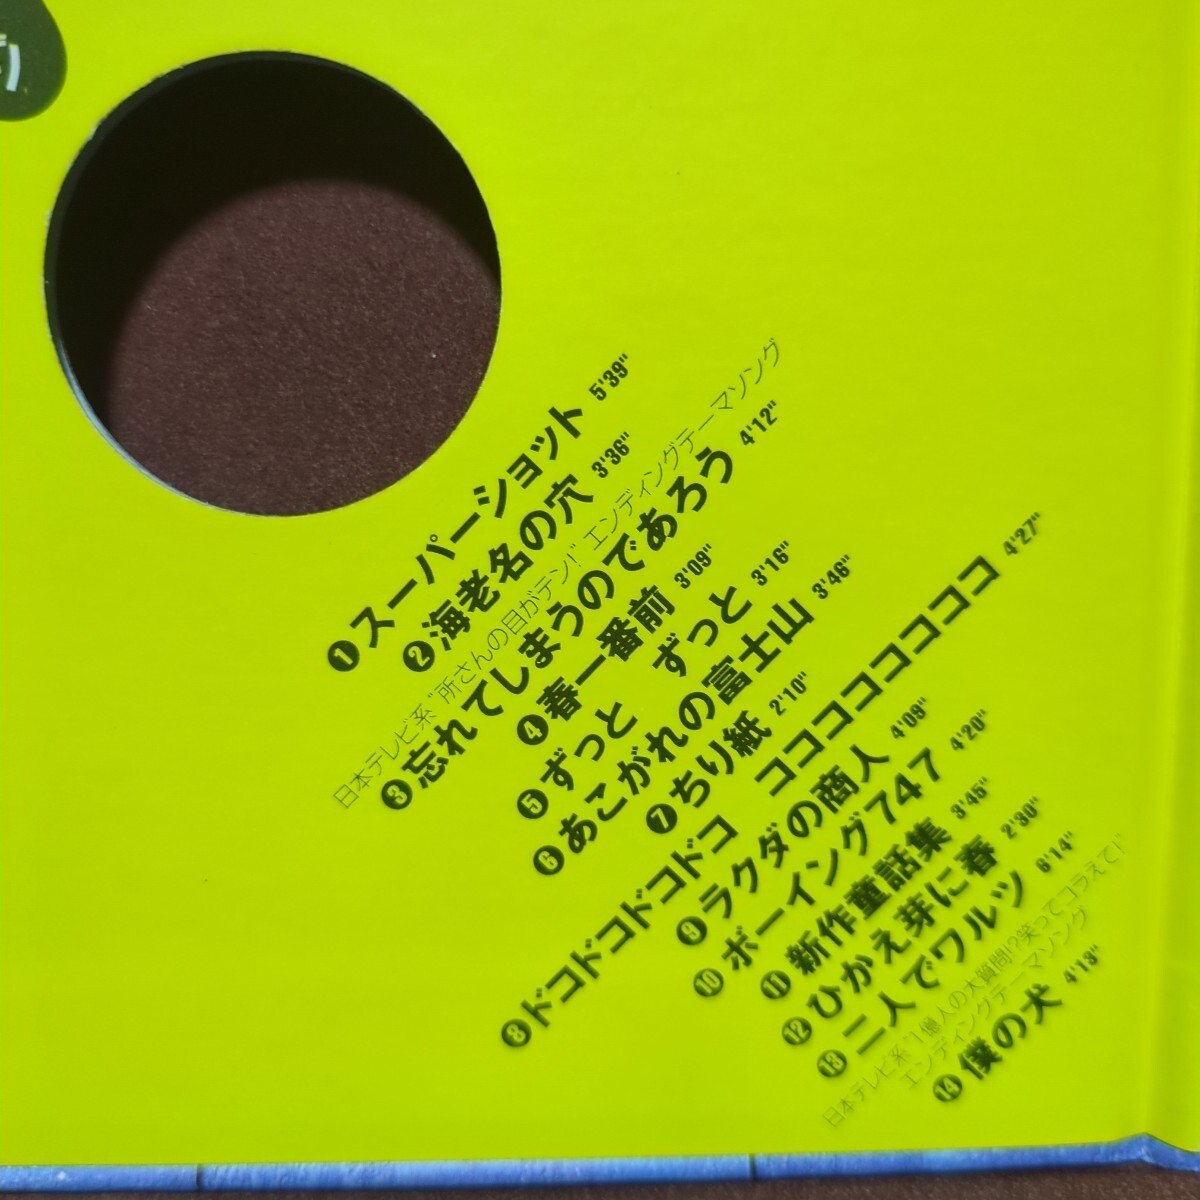 ❶スーパーショット 5'39"
❷海老名の穴 3'36"
日本テレビ系"所さんの目がテン!"エンディングテーマソング
❸忘れてしまうのであろう 4'12"
❹春一番前 3'09"
❺ずっと ずっと 3'16"
❻あこがれの富士山 3'46"
❼ちり紙 2'10"
❽ドコドコドコドコ ココココココココ 4'27"
❾ラクダの商人 4'09"
❿ボーイング747 4'20"
⓫新作童話集 3'45"
⓬ひかえ芽に春 2'30"
⓭二人でワルツ 6'14"
日本テレビ系"1億人の大質問!?笑ってコラえて!"
エンディングテーマソング
⓮僕の犬 4'13"